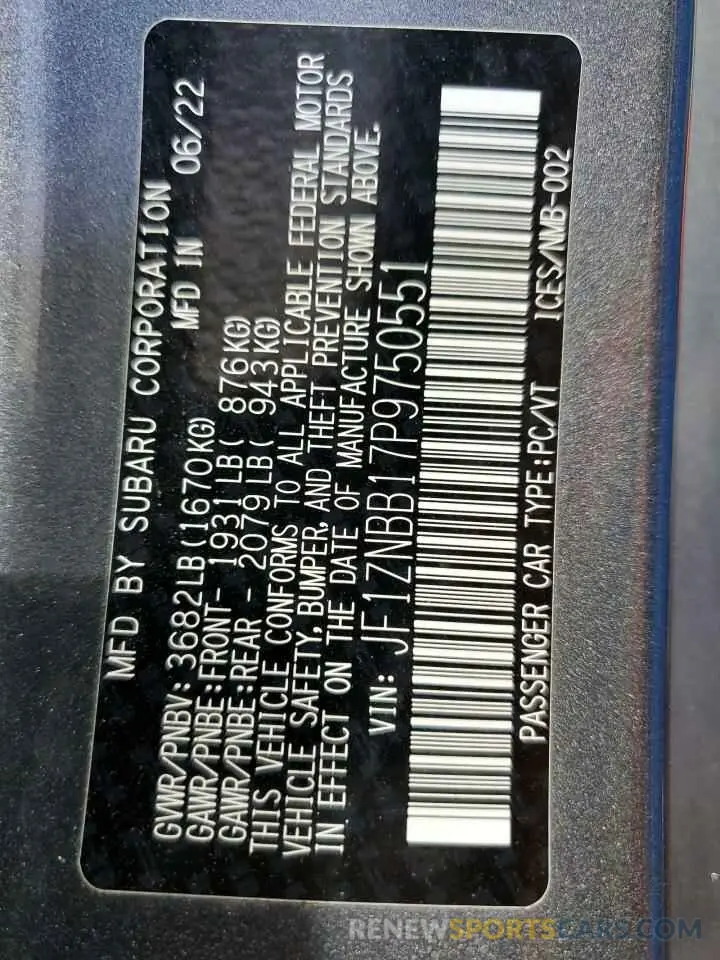 MFD BY SUBARU CORPORATION
MFD IN 06/22
GVWR/PNBV: 3682LB(1670KG)
GAWR/PNBE:FRONT- 1931LB( 876KG)
GAWR/PNBE:REAR - 2079LB( 943KG)
THIS VEHICLE CONFORMS TO ALL APPLICABLE FEDERAL MOTOR
VEHICLE SAFETY, BUMPER, AND THEFT PREVENTION STANDARDS
IN EFFECT ON THE DATE OF MANUFACTURE SHOWN ABOVE.
VIN: JF1ZNBB17P9750551
PASSENGER CAR TYPE:PC/VT ICES/NMB-002
RENEWSPORTSCARS.COM